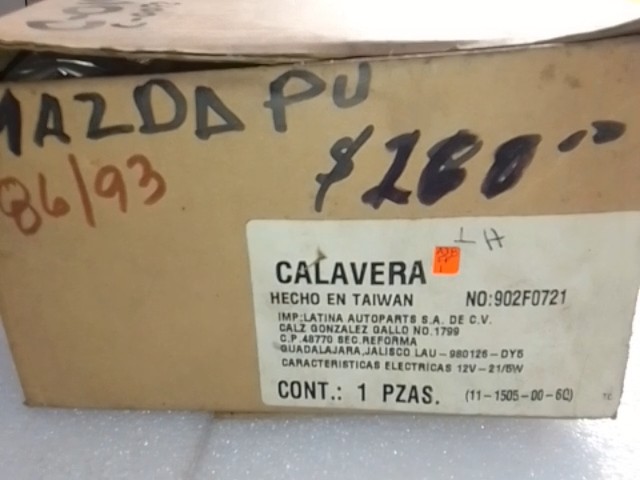 MAZDA PU
86/93
LH
CALAVERA
HECHO EN TAIWAN NO:902F0721
IMP:LATINA AUTOPARTS S.A. DE C.V.
CALZ GONZALEZ GALLO NO.1799
C.P.48770 SEC.REFORMA
GUADALAJARA,JALISCO LAU-980126-DY5
CARACTERISTICAS ELECTRICAS 12V-21/5W
CONT.: 1 PZAS. (11-1505-00-6Q)